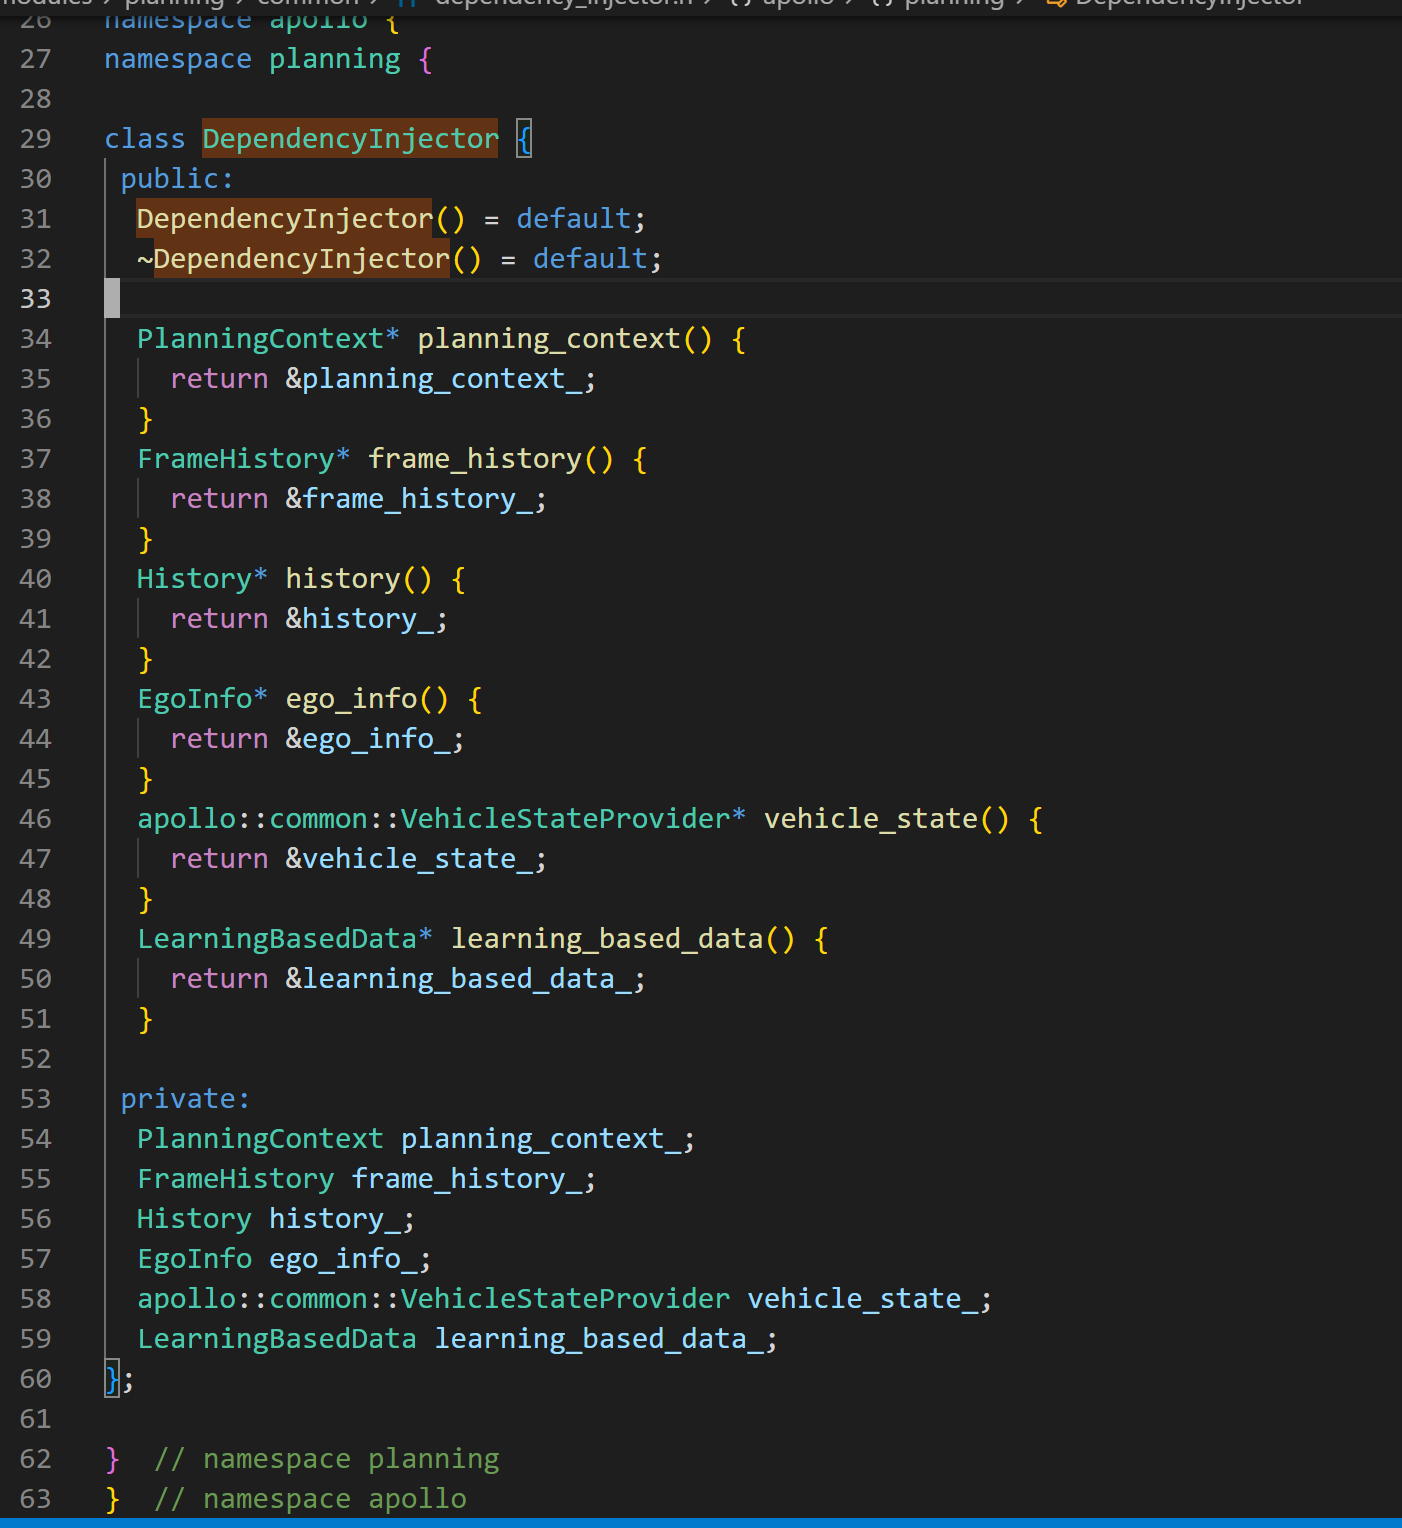 modules > planning > common > dependency_injector.h > {} apollo > {} planning > DependencyInjector
26 namespace apollo {
27 namespace planning {
28
29 class DependencyInjector {
30 public:
31 DependencyInjector() = default;
32 ~DependencyInjector() = default;
33
34 PlanningContext* planning_context() {
35 return &planning_context_;
36 }
37 FrameHistory* frame_history() {
38 return &frame_history_;
39 }
40 History* history() {
41 return &history_;
42 }
43 EgoInfo* ego_info() {
44 return &ego_info_;
45 }
46 apollo::common::VehicleStateProvider* vehicle_state() {
47 return &vehicle_state_;
48 }
49 LearningBasedData* learning_based_data() {
50 return &learning_based_data_;
51 }
52
53 private:
54 PlanningContext planning_context_;
55 FrameHistory frame_history_;
56 History history_;
57 EgoInfo ego_info_;
58 apollo::common::VehicleStateProvider vehicle_state_;
59 LearningBasedData learning_based_data_;
60 };
61
62 } // namespace planning
63 } // namespace apollo